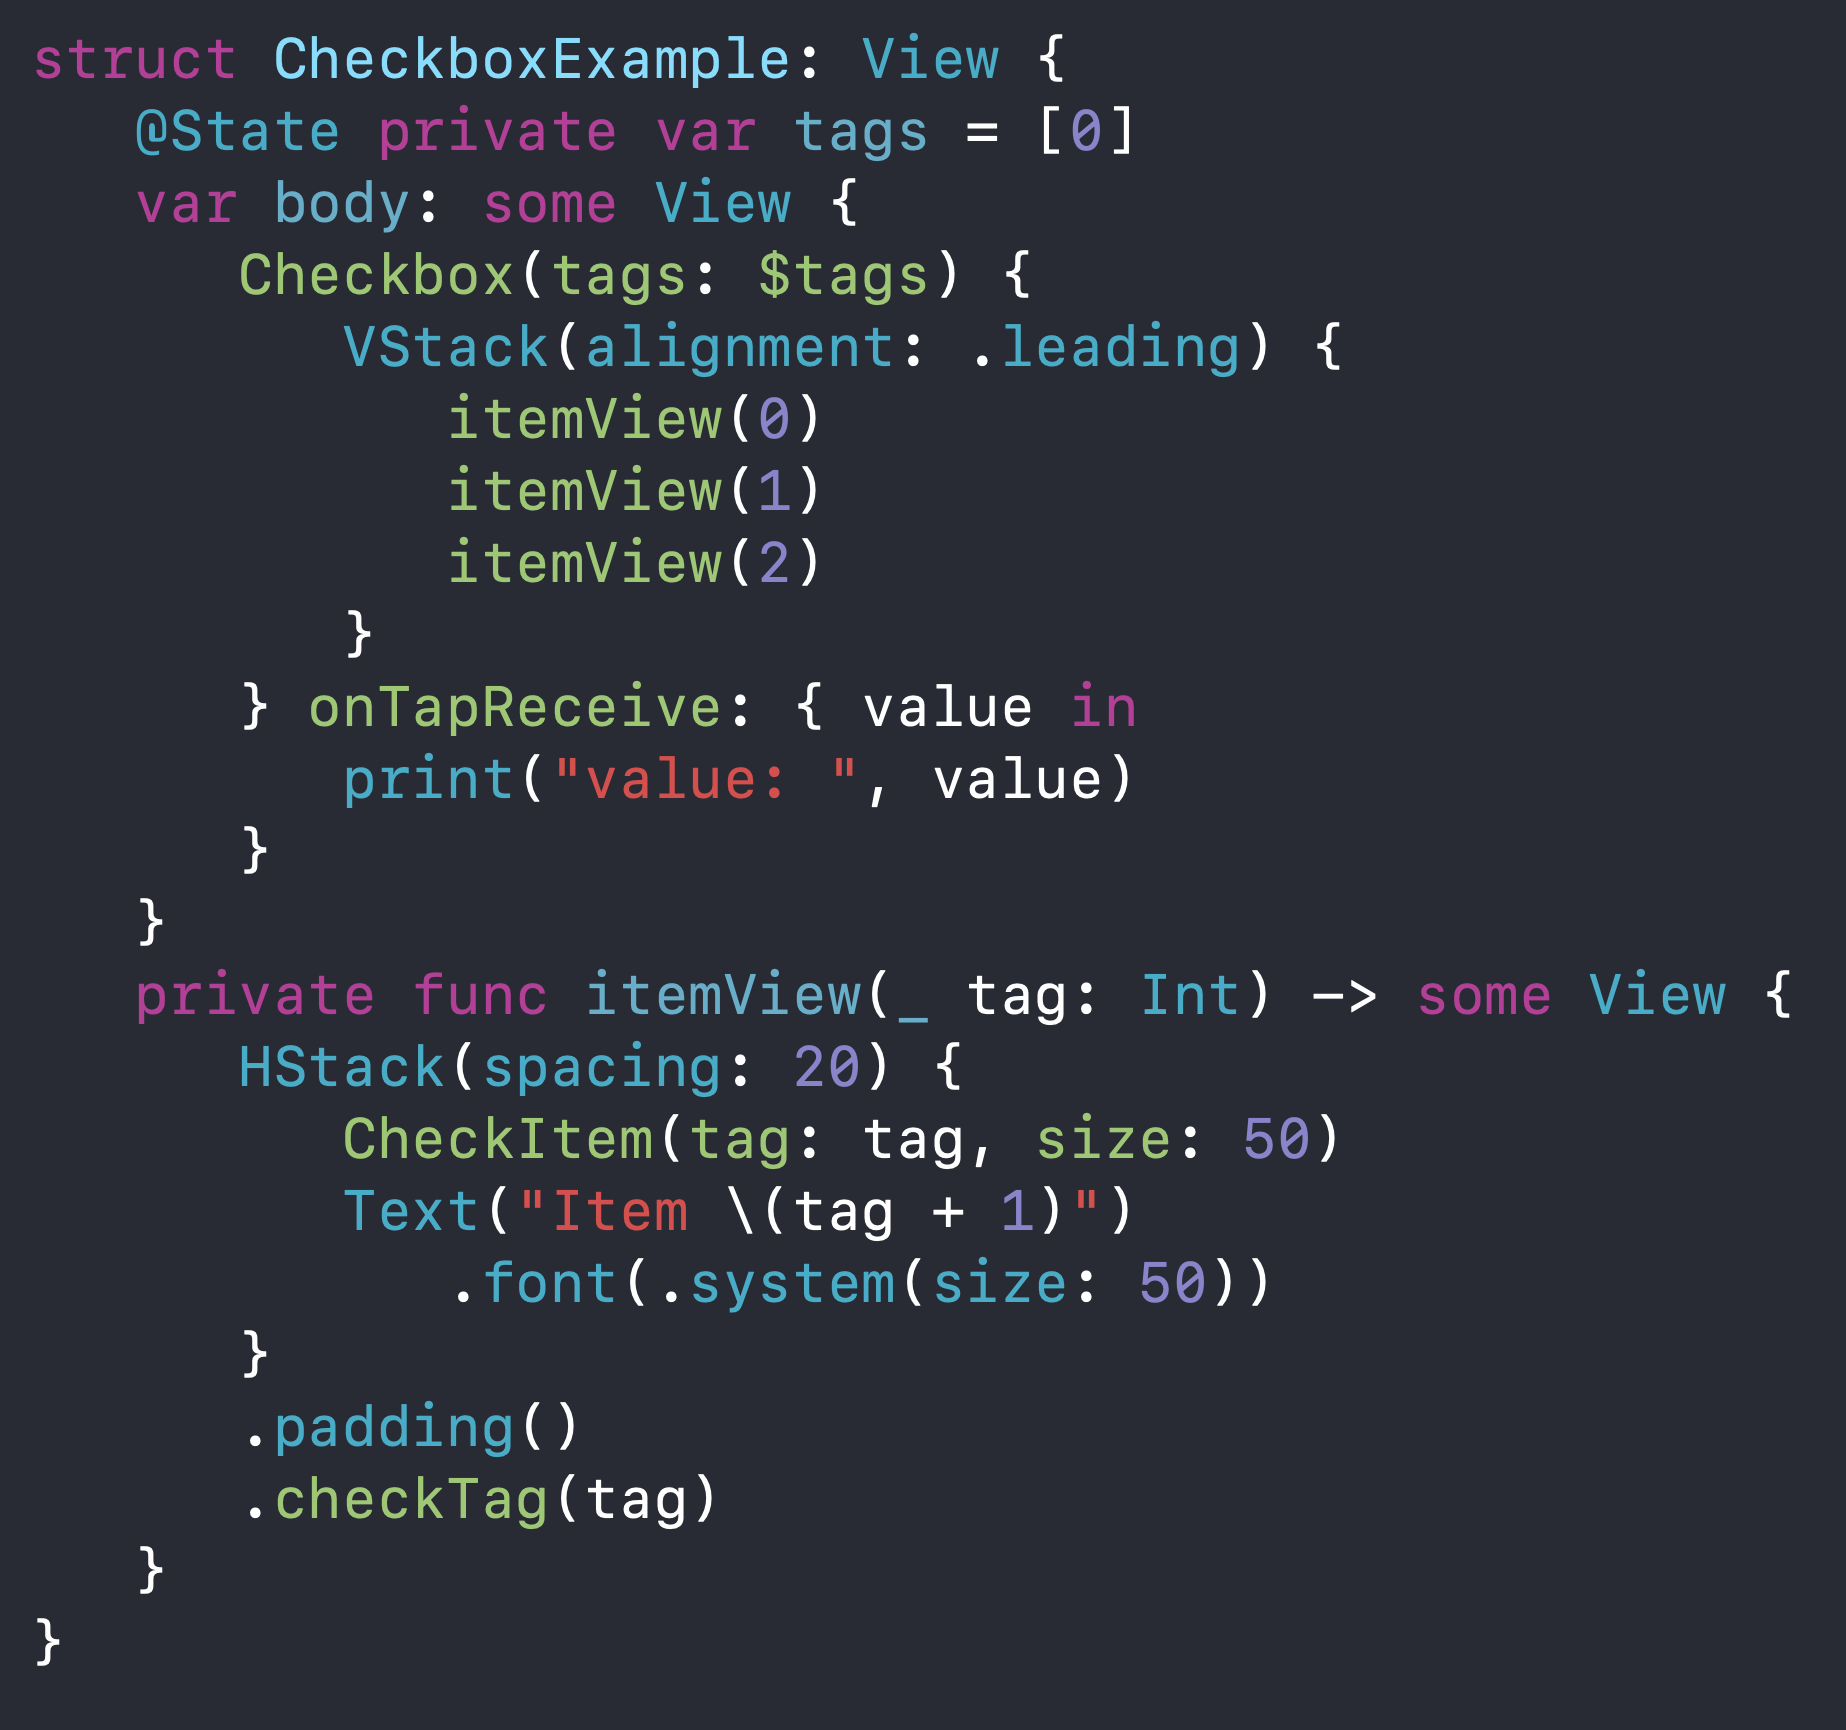 struct CheckboxExample: View {
    @State private var tags = [0]
    var body: some View {
        Checkbox(tags: $tags) {
            VStack(alignment: .leading) {
                itemView(0)
                itemView(1)
                itemView(2)
            }
        } onTapReceive: { value in
            print("value: ", value)
        }
    }
    private func itemView(_ tag: Int) -> some View {
        HStack(spacing: 20) {
            CheckItem(tag: tag, size: 50)
            Text("Item \(tag + 1)")
                .font(.system(size: 50))
        }
        .padding()
        .checkTag(tag)
    }
}